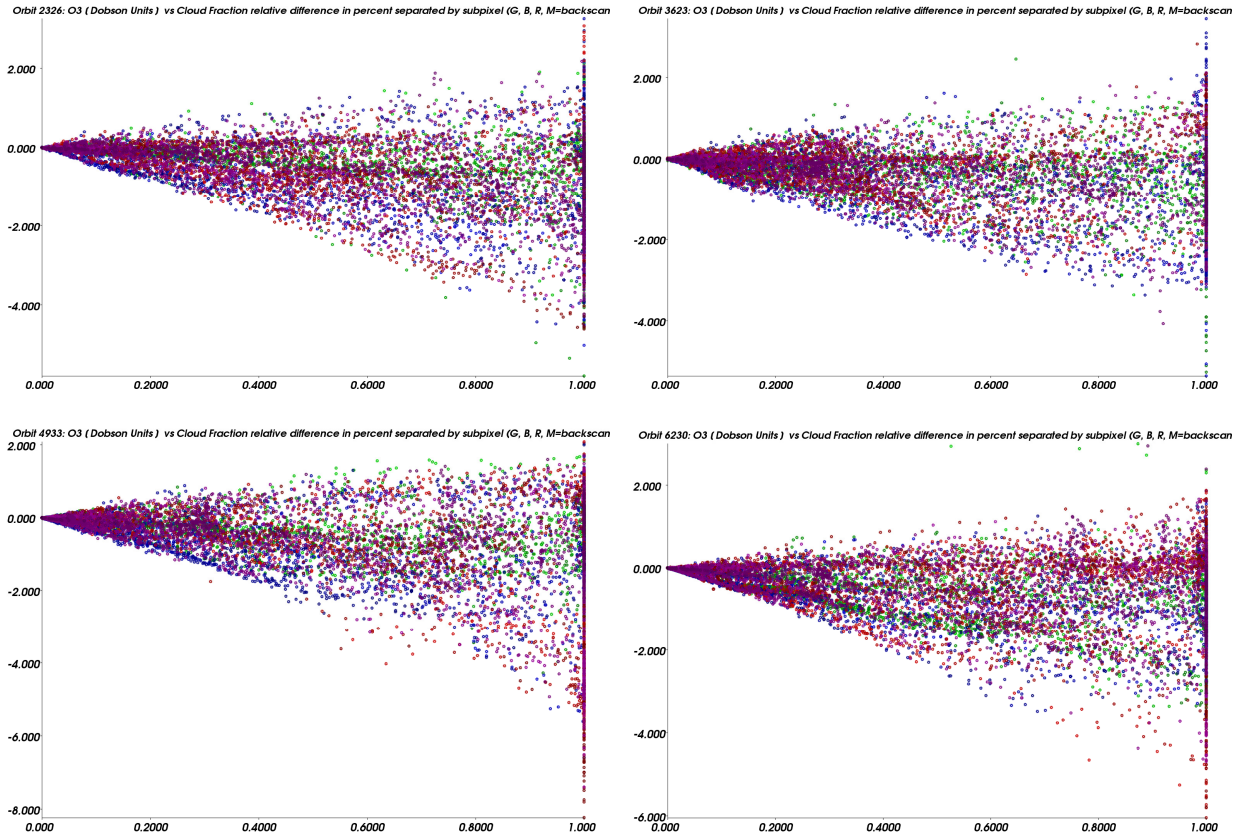 Orbit 2326: O3 [ Dobson Units ] vs Cloud Fraction relative difference in percent separated by subpixel (G, B, R, M=backscan
2.000
0.000
-2.000
-4.000
0.000 0.2000 0.4000 0.6000 0.8000 1.000
Orbit 3623: O3 [ Dobson Units ] vs Cloud Fraction relative difference in percent separated by subpixel (G, B, R, M=backscan
2.000
0.000
-2.000
-4.000
0.000 0.2000 0.4000 0.6000 0.8000 1.000
Orbit 4933: O3 [ Dobson Units ] vs Cloud Fraction relative difference in percent separated by subpixel (G, B, R, M=backscan
2.000
0.000
-2.000
-4.000
-6.000
-8.000
0.000 0.2000 0.4000 0.6000 0.8000 1.000
Orbit 6230: O3 [ Dobson Units ] vs Cloud Fraction relative difference in percent separated by subpixel (G, B, R, M=backscan
2.000
0.000
-2.000
-4.000
-6.000
0.000 0.2000 0.4000 0.6000 0.8000 1.000